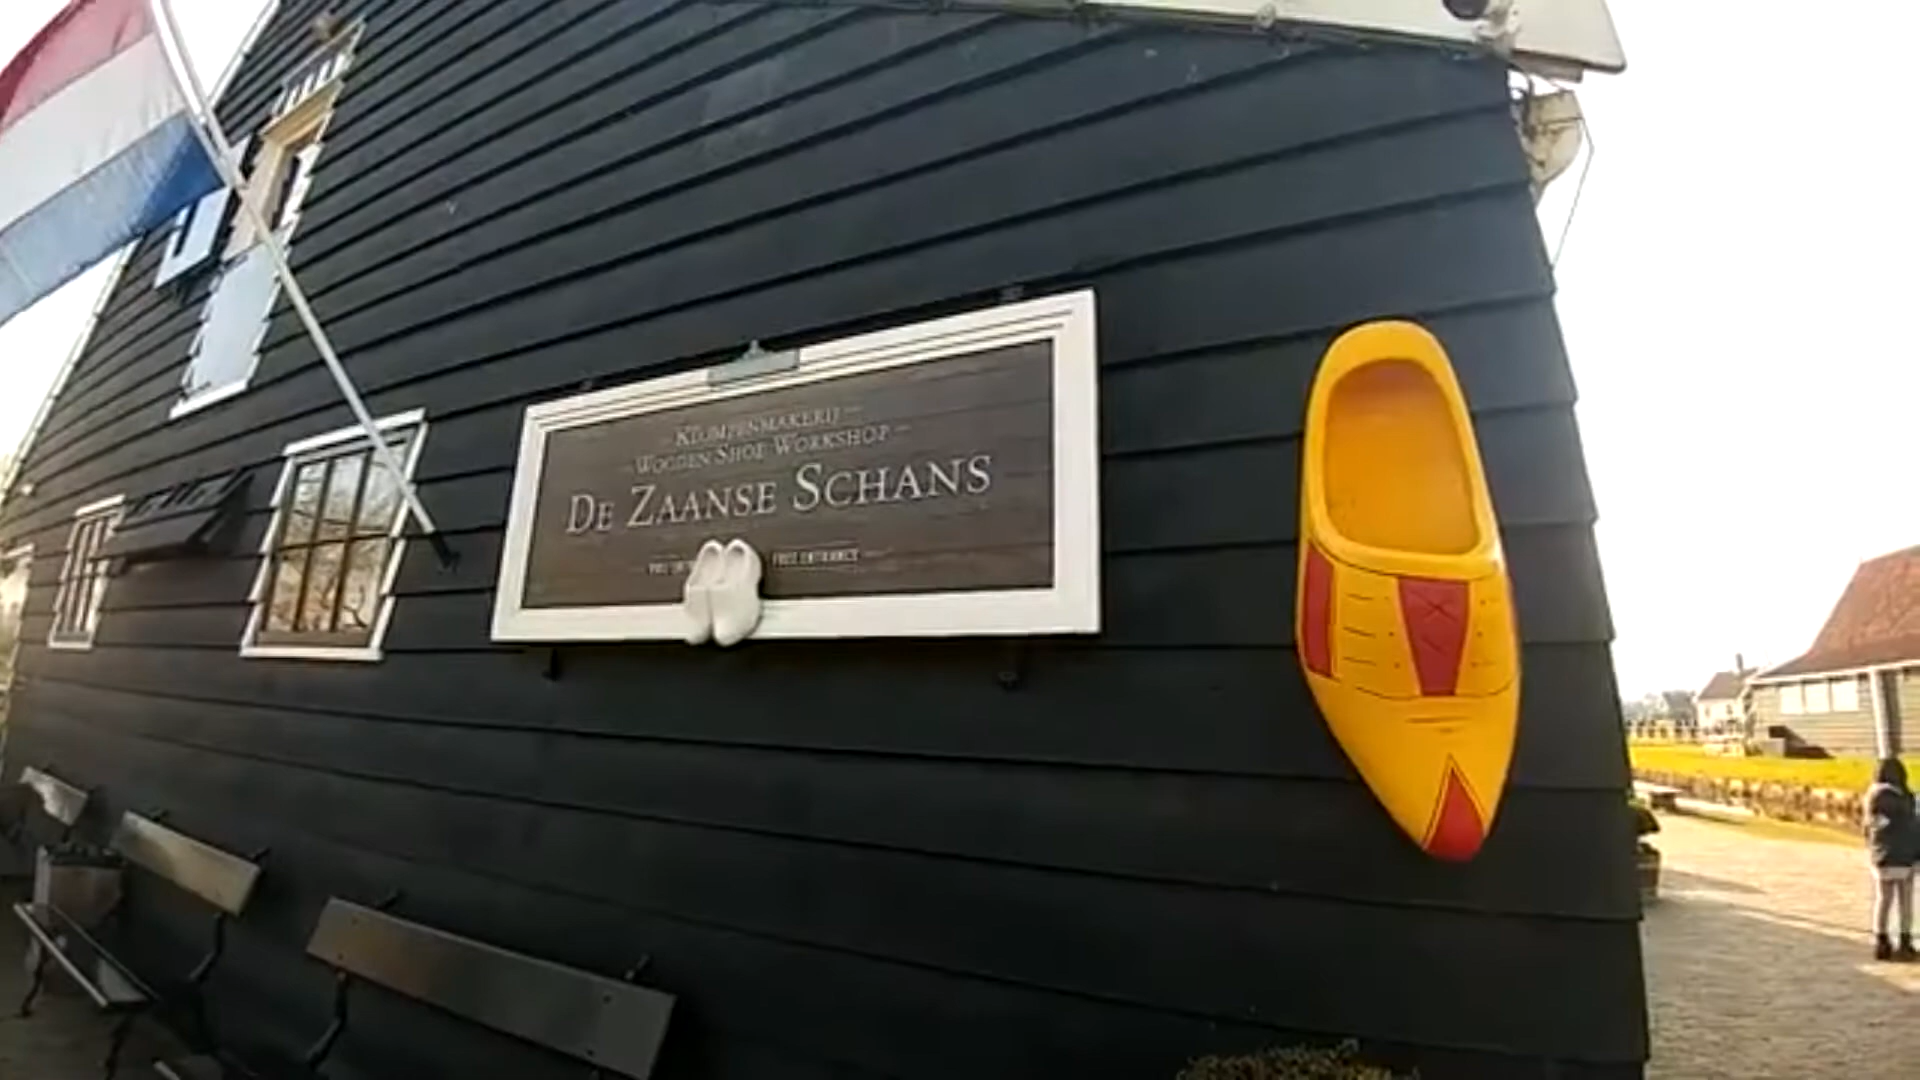 KLOMPENMAKERIJ —
— WOODEN SHOE WORKSHOP —
DE ZAANSE SCHANS
FREE ENTRANCE —